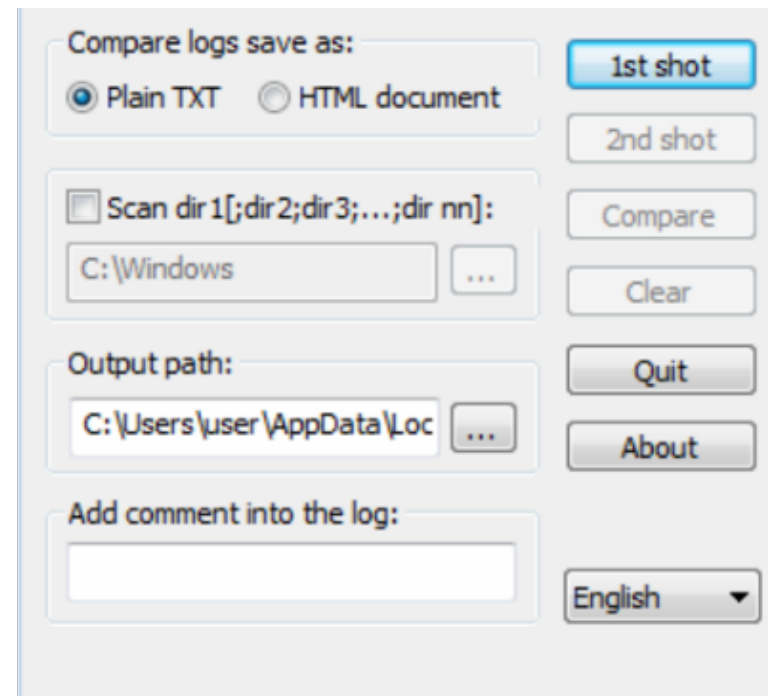 Compare logs save as:
Plain TXT
HTML document
Scan dir1[;dir2;dir3;...;dir nn]:
C:\Windows
...
Output path:
C:\Users\user\AppData\Loc
...
Add comment into the log:
1st shot
2nd shot
Compare
Clear
Quit
About
English